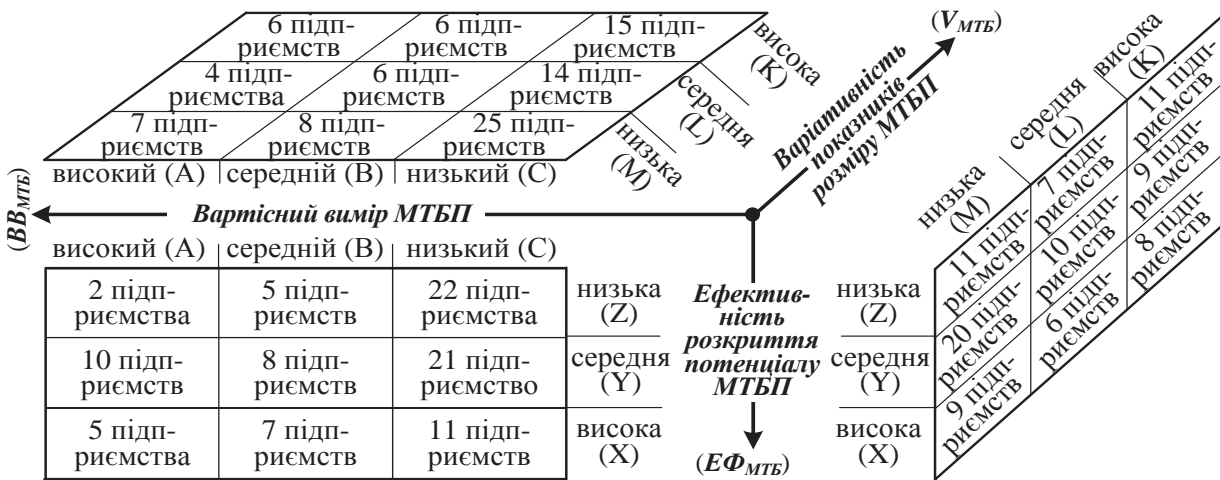 6 підп-
риємств
6 підп-
риємств
15 підп-
риємств
4 підп-
риємства
6 підп-
риємств
14 підп-
риємств
7 підп-
риємств
8 підп-
риємств
25 підп-
риємств
висока
(K)
середня
(L)
низька
(M)
високий (A)
середній (B)
низький (C)
(V МТБ)
Варіативність
показників
розміру МТБП
(ВВ МТБ)
Вартісний вимір МТБП
високий (A)
середній (B)
низький (C)
2 підп-
риємства
5 підп-
риємств
22 підп-
риємства
10 підп-
риємств
8 підп-
риємств
21 підп-
риємство
5 підп-
риємства
7 підп-
риємств
11 підп-
риємств
низька
(Z)
середня
(Y)
висока
(X)
Ефектив-
ність
розкриття
потенціалу
МТБП
(ЕФ МТБ)
низька
(Z)
середня
(Y)
висока
(X)
низька
(M)
середня
(L)
висока
(K)
11 підп-
риємств
7 підп-
риємств
11 підп-
риємств
20 підп-
риємств
10 підп-
риємств
9 підп-
риємств
9 підп-
риємств
6 підп-
риємств
8 підп-
риємств